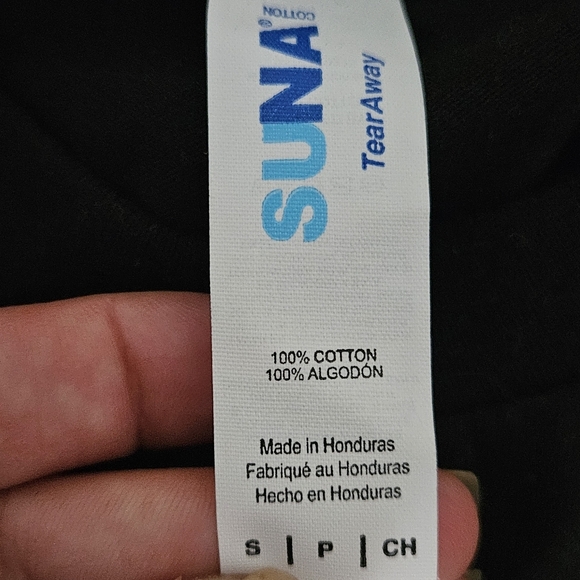 SUNA®
COTTON
TearAway
100% COTTON
100% ALGODÓN
Made in Honduras
Fabriqué au Honduras
Hecho en Honduras
S | P | CH